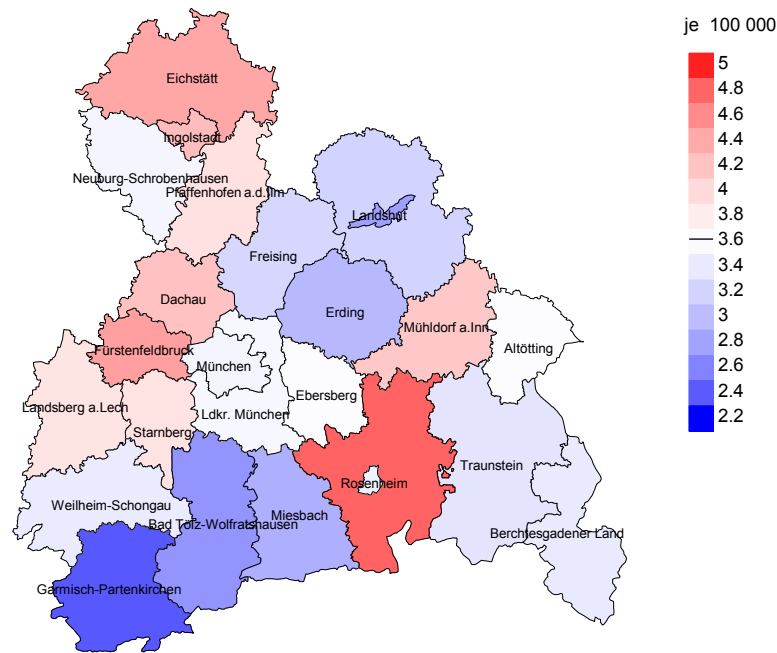 je 100 000
5
4.8
4.6
4.4
4.2
4
3.8
3.6
3.4
3.2
3
2.8
2.6
2.4
2.2
Eichstätt
Ingolstadt
Neuburg-Schrobenhausen
Pfaffenhofen a.d.Ilm
Landshut
Freising
Dachau
Erding
Mühldorf a.Inn
Altötting
Fürstenfeldbruck
München
Ebersberg
Landsberg a.Lech
Ldkr. München
Starnberg
Traunstein
Rosenheim
Weilheim-Schongau
Miesbach
Bad Tölz-Wolfratshausen
Berchtesgadener Land
Garmisch-Partenkirchen